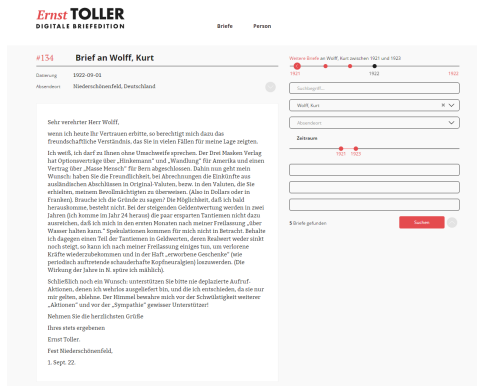 Ernst TOLLER
DIGITALE BRIEFEDITION
Briefe Person
#134 Brief an Wolff, Kurt
Datierung 1922-09-01
Absendeort Niederschönenfeld, Deutschland
Sehr verehrter Herr Wolff,
wenn ich heute Ihr Vertrauen erbitte, so berechtigt mich dazu das
freundschaftliche Verständnis, das Sie in vielen Fällen für meine Lage zeigten.
Ich weiß, ich darf zu Ihnen ohne Umschweife sprechen. Der Drei Masken Verlag
hat Optionsverträge über „Hinkemann“ und „Wandlung“ für Amerika und einen
Vertrag über „Masse Mensch“ für Bern abgeschlossen. Dahin nun geht mein
Wunsch: haben Sie die Freundlichkeit, bei Abrechnungen die Einkünfte aus
ausländischen Abschlüssen in Original-Valuten, bezw. in den Valuten, die Sie
erhielten, meinem Bevollmächtigten zu überweisen. (Also in Dollars oder in
Franken). Brauche ich die Gründe zu sagen? Die Möglichkeit, daß ich bald
herauskomme, besteht nicht. Bei der steigenden Geldentwertung werden in zwei
Jahren (ich komme im Jahr 24 heraus) die paar ersparten Tantiemen nicht dazu
ausreichen, daß ich mich in den ersten Monaten nach meiner Freilassung „über
Wasser halten kann.“ Spekulationen kommen für mich nicht in Betracht. Behalte
ich dagegen einen Teil der Tantiemen in Geldwerten, deren Realwert weder sinkt
noch steigt, so kann ich nach meiner Freilassung einiges tun, um verlorene
Kräfte wiederzubekommen und in der Haft „erworbene Geschenke“ (wie
periodisch auftretende schauderhafte Kopfneuralgien) loszuwerden. (Die
Wirkung der Jahre in N. spüre ich mählich).
Schließlich noch ein Wunsch: unterstützen Sie bitte nie deplazierte Aufruf-
Aktionen, denen ich wehrlos ausgeliefert bin, und die ich entschieden, da sie nur
mir gelten, ablehne. Der Himmel bewahre mich vor der Schwülstigkeit weiterer
„Aktionen“ und vor der „Sympathie“ gewisser Unterstützer!
Nehmen Sie die herzlichsten Grüße
Ihres stets ergebenen
Ernst Toller.
Fest Niederschönenfeld,
1. Sept. 22.
Weitere Briefe an Wolff, Kurt zwischen 1921 und 1923
1921 1922 1922
Suchbegriff...
Wolff, Kurt
Absendeort
Zeitraum
1921 1923
5 Briefe gefunden
Suchen